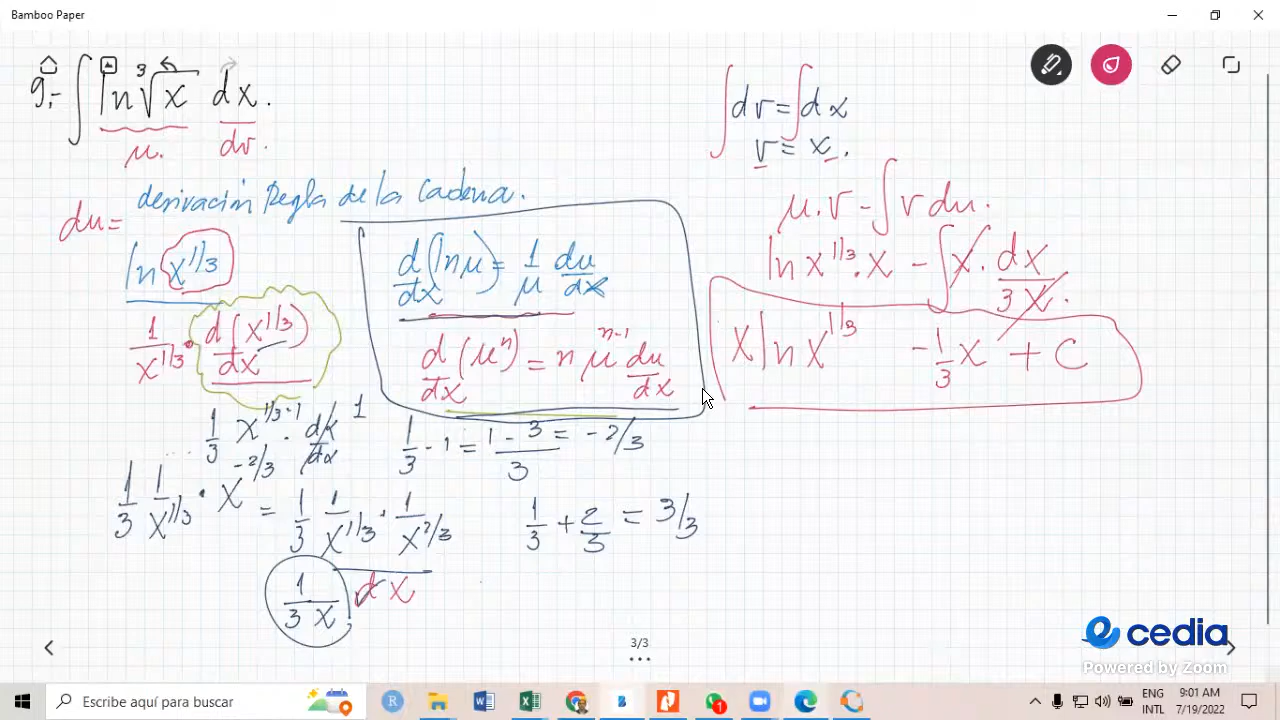 Bamboo Paper
9.- ∫ ln ³√x dx.
μ. dv.
∫dv = ∫dx
v = x.
derivación Regla de la Cadena.
du =
ln x^1/3
1/x^1/3 · d/dx (x^1/3)
1/3 x^1/3-1 · dx/dx 1
1/3 1/x^1/3 · x^-2/3 = 1/3 1/x^1/3 · 1/x^2/3
1/3x dx
d/dx (lnμ) = 1/μ du/dx
d/dx (μ^n) = n μ^n-1 du/dx
1/3 - 1 = 1-3/3 = -2/3
1/3 + 2/3 = 3/3
μ.v - ∫v du.
ln x^1/3 · x - ∫x · dx/3x.
x ln x^1/3 - 1/3 x + C
3/3
cedia
Powered by Zoom
Escribe aquí para buscar
R
W
X
B
1
ENG
INTL
9:01 AM
7/19/2022